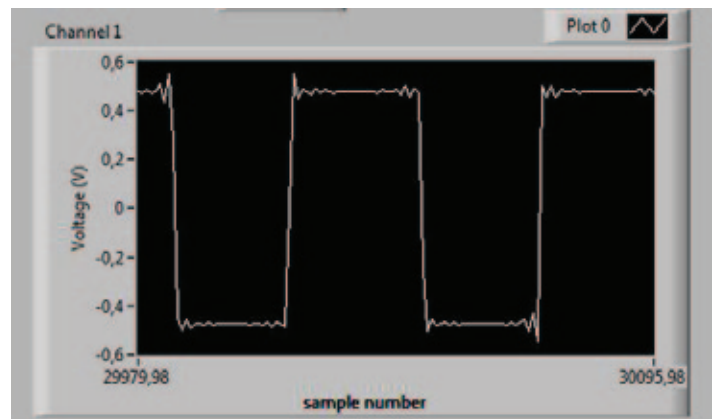 Channel 1
Plot 0
0,6
0,4
0,2
0
-0,2
-0,4
-0,6
Voltage (V)
29979,98
30095,98
sample number